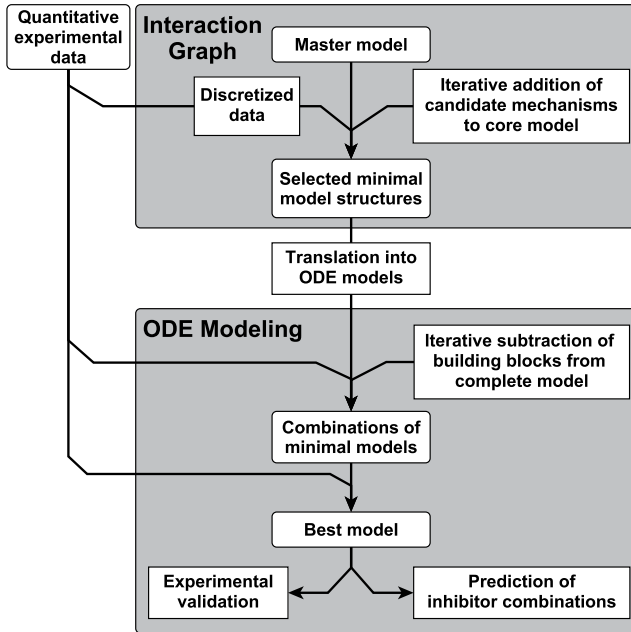 Quantitative
experimental
data
Interaction
Graph
Master model
Discretized
data
Iterative addition of
candidate mechanisms
to core model
Selected minimal
model structures
Translation into
ODE models
ODE Modeling
Iterative subtraction of
building blocks from
complete model
Combinations of
minimal models
Best model
Experimental
validation
Prediction of
inhibitor combinations